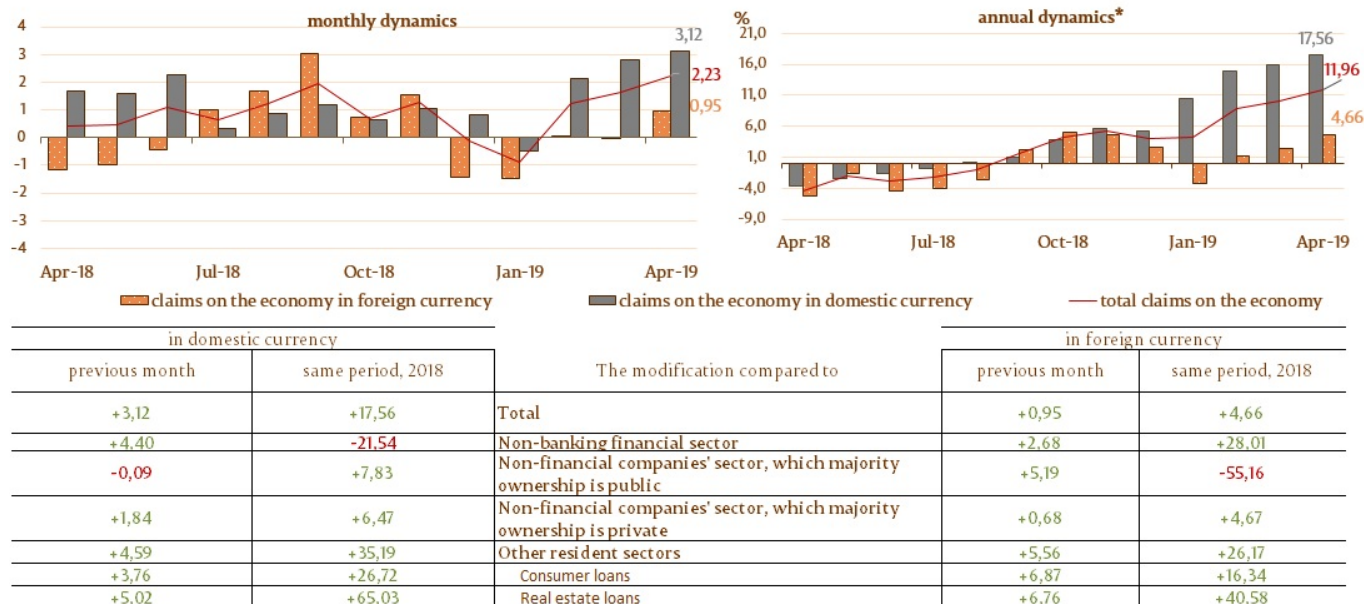 monthly dynamics
4
3
2
1
0
-1
-2
-3
-4
3,12
2,23
0,95
Apr-18
Jul-18
Oct-18
Jan-19
Apr-19
annual dynamics*
%
21,0
16,0
11,0
6,0
1,0
-4,0
-9,0
17,56
11,96
4,66
Apr-18
Jul-18
Oct-18
Jan-19
Apr-19
claims on the economy in foreign currency
claims on the economy in domestic currency
total claims on the economy
in domestic currency
in foreign currency
previous month
same period, 2018
The modification compared to
previous month
same period, 2018
+3,12
+17,56
Total
+0,95
+4,66
+4,40
-21,54
Non-banking financial sector
+2,68
+28,01
-0,09
+7,83
Non-financial companies' sector, which majority
ownership is public
+5,19
-55,16
+1,84
+6,47
Non-financial companies' sector, which majority
ownership is private
+0,68
+4,67
+4,59
+35,19
Other resident sectors
+5,56
+26,17
+3,76
+26,72
Consumer loans
+6,87
+16,34
+5,02
+65,03
Real estate loans
+6,76
+40,58